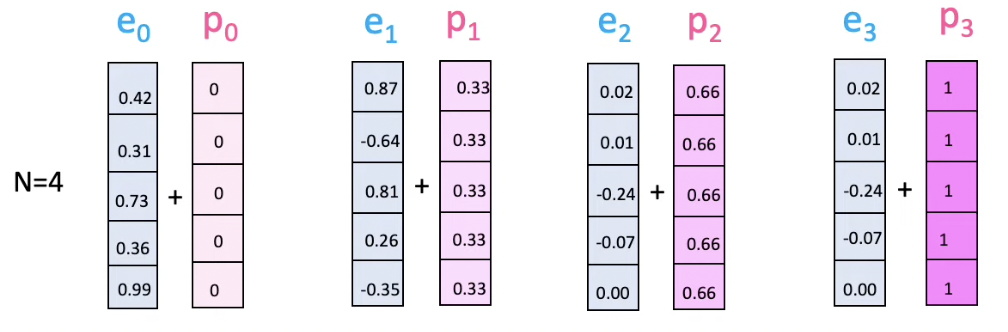 e0 p0 e1 p1 e2 p2 e3 p3
0.42 0 0.87 0.33 0.02 0.66 0.02 1
0.31 0 -0.64 0.33 0.01 0.66 0.01 1
N=4 0.73 + 0 0.81 + 0.33 -0.24 + 0.66 -0.24 + 1
0.36 0 0.26 0.33 -0.07 0.66 -0.07 1
0.99 0 -0.35 0.33 0.00 0.66 0.00 1